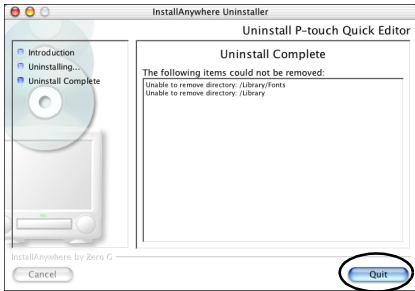 InstallAnywhere Uninstaller
Uninstall P-touch Quick Editor
Introduction
Uninstalling...
Uninstall Complete
Uninstall Complete
The following items could not be removed:
Unable to remove directory: /Library/Fonts
Unable to remove directory: /Library
InstallAnywhere by Zero G
Cancel
Quit